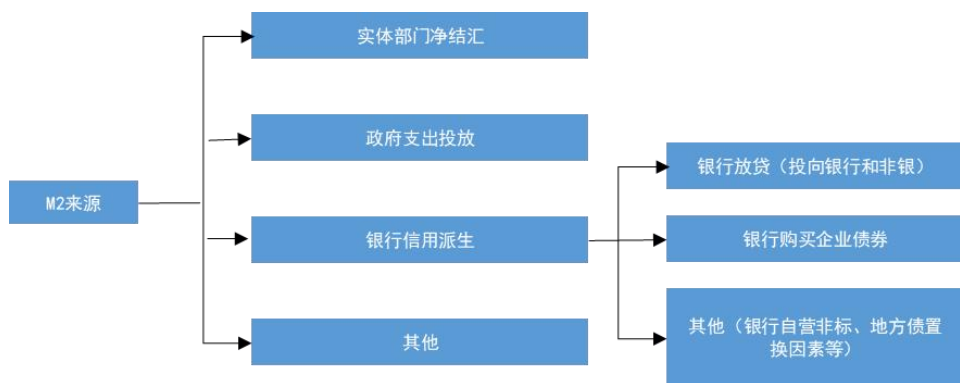 实体部门净结汇
政府支出投放
银行放贷（投向银行和非银）
M2来源
银行信用派生
银行购买企业债券
其他
其他（银行自营非标、地方债置
换因素等）